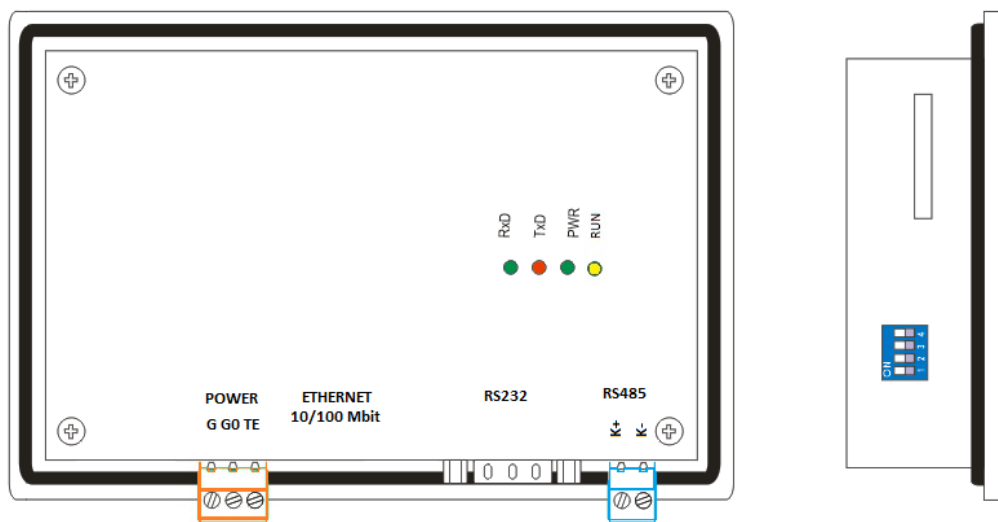 RxD TxD PWR RUN
POWER
G G0 TE
ETHERNET
10/100 Mbit
RS232
RS485
K+ K-
ON
1 2 3 4